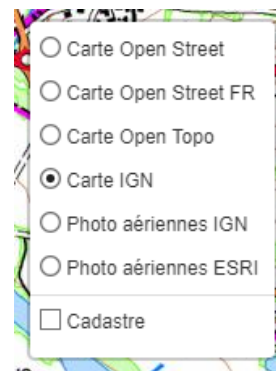 Carte Open Street
Carte Open Street FR
Carte Open Topo
Carte IGN
Photo aériennes IGN
Photo aériennes ESRI
Cadastre